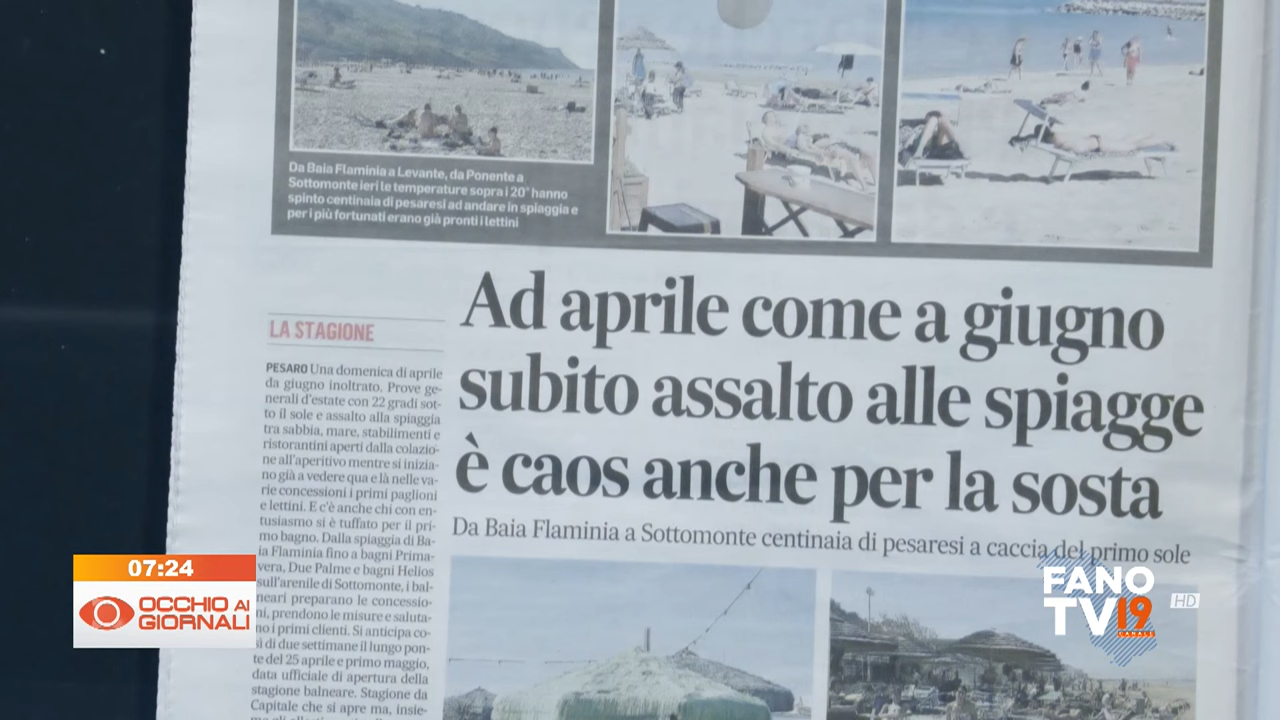 Da Baia Flaminia a Levante, da Ponente a
Sottomonte ieri le temperature sopra i 20° hanno
spinto centinaia di pesaresi ad andare in spiaggia e
per i più fortunati erano già pronti i lettini
Ad aprile come a giugno
subito assalto alle spiagge
è caos anche per la sosta
Da Baia Flaminia a Sottomonte centinaia di pesaresi a caccia del primo sole
LA STAGIONE
PESARO Una domenica di aprile
da giugno inoltrato. Prove ge-
nerali d'estate con 22 gradi sot-
to il sole e assalto alla spiaggia
tra sabbia, mare, stabilimenti e
ristorantini aperti dalla colazio-
ne all'aperitivo mentre si inizia-
no già a vedere qua e là nelle va-
rie concessioni i primi paglioni
e lettini. E c'è anche chi con en-
tusiasmo si è tuffato per il pri-
mo bagno. Dalla spiaggia di Ba-
ia Flaminia fino a bagni Prima-
vera, Due Palme e bagni Helios
sull'arenile di Sottomonte, i bal-
neari preparano le concessio-
ni, prendono le misure e saluta-
no i primi clienti. Si anticipa co-
sì di due settimane il lungo pon-
te del 25 aprile e primo maggio,
data ufficiale di apertura della
stagione balneare. Stagione da
Capitale che si apre ma, insie-
07:24
OCCHIO AI
GIORNALI
FANO
TV 19
CANALE
HD